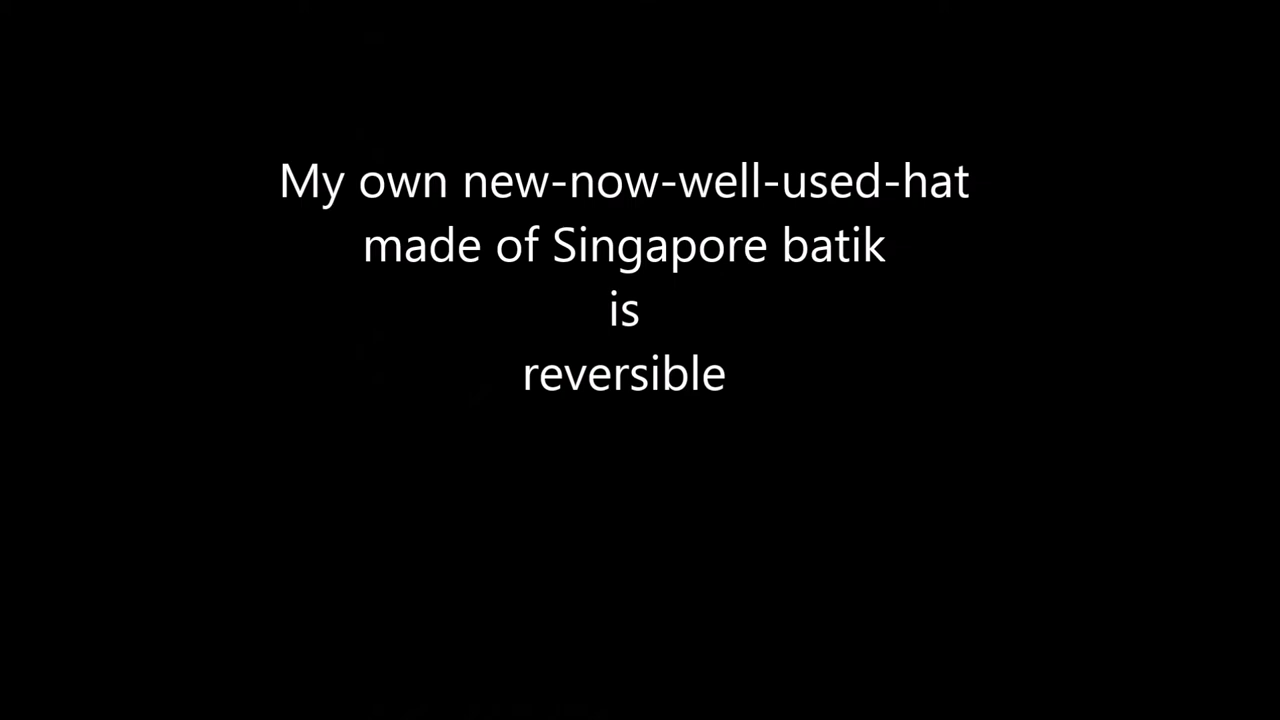 My own new-now-well-used-hat
made of Singapore batik
is
reversible